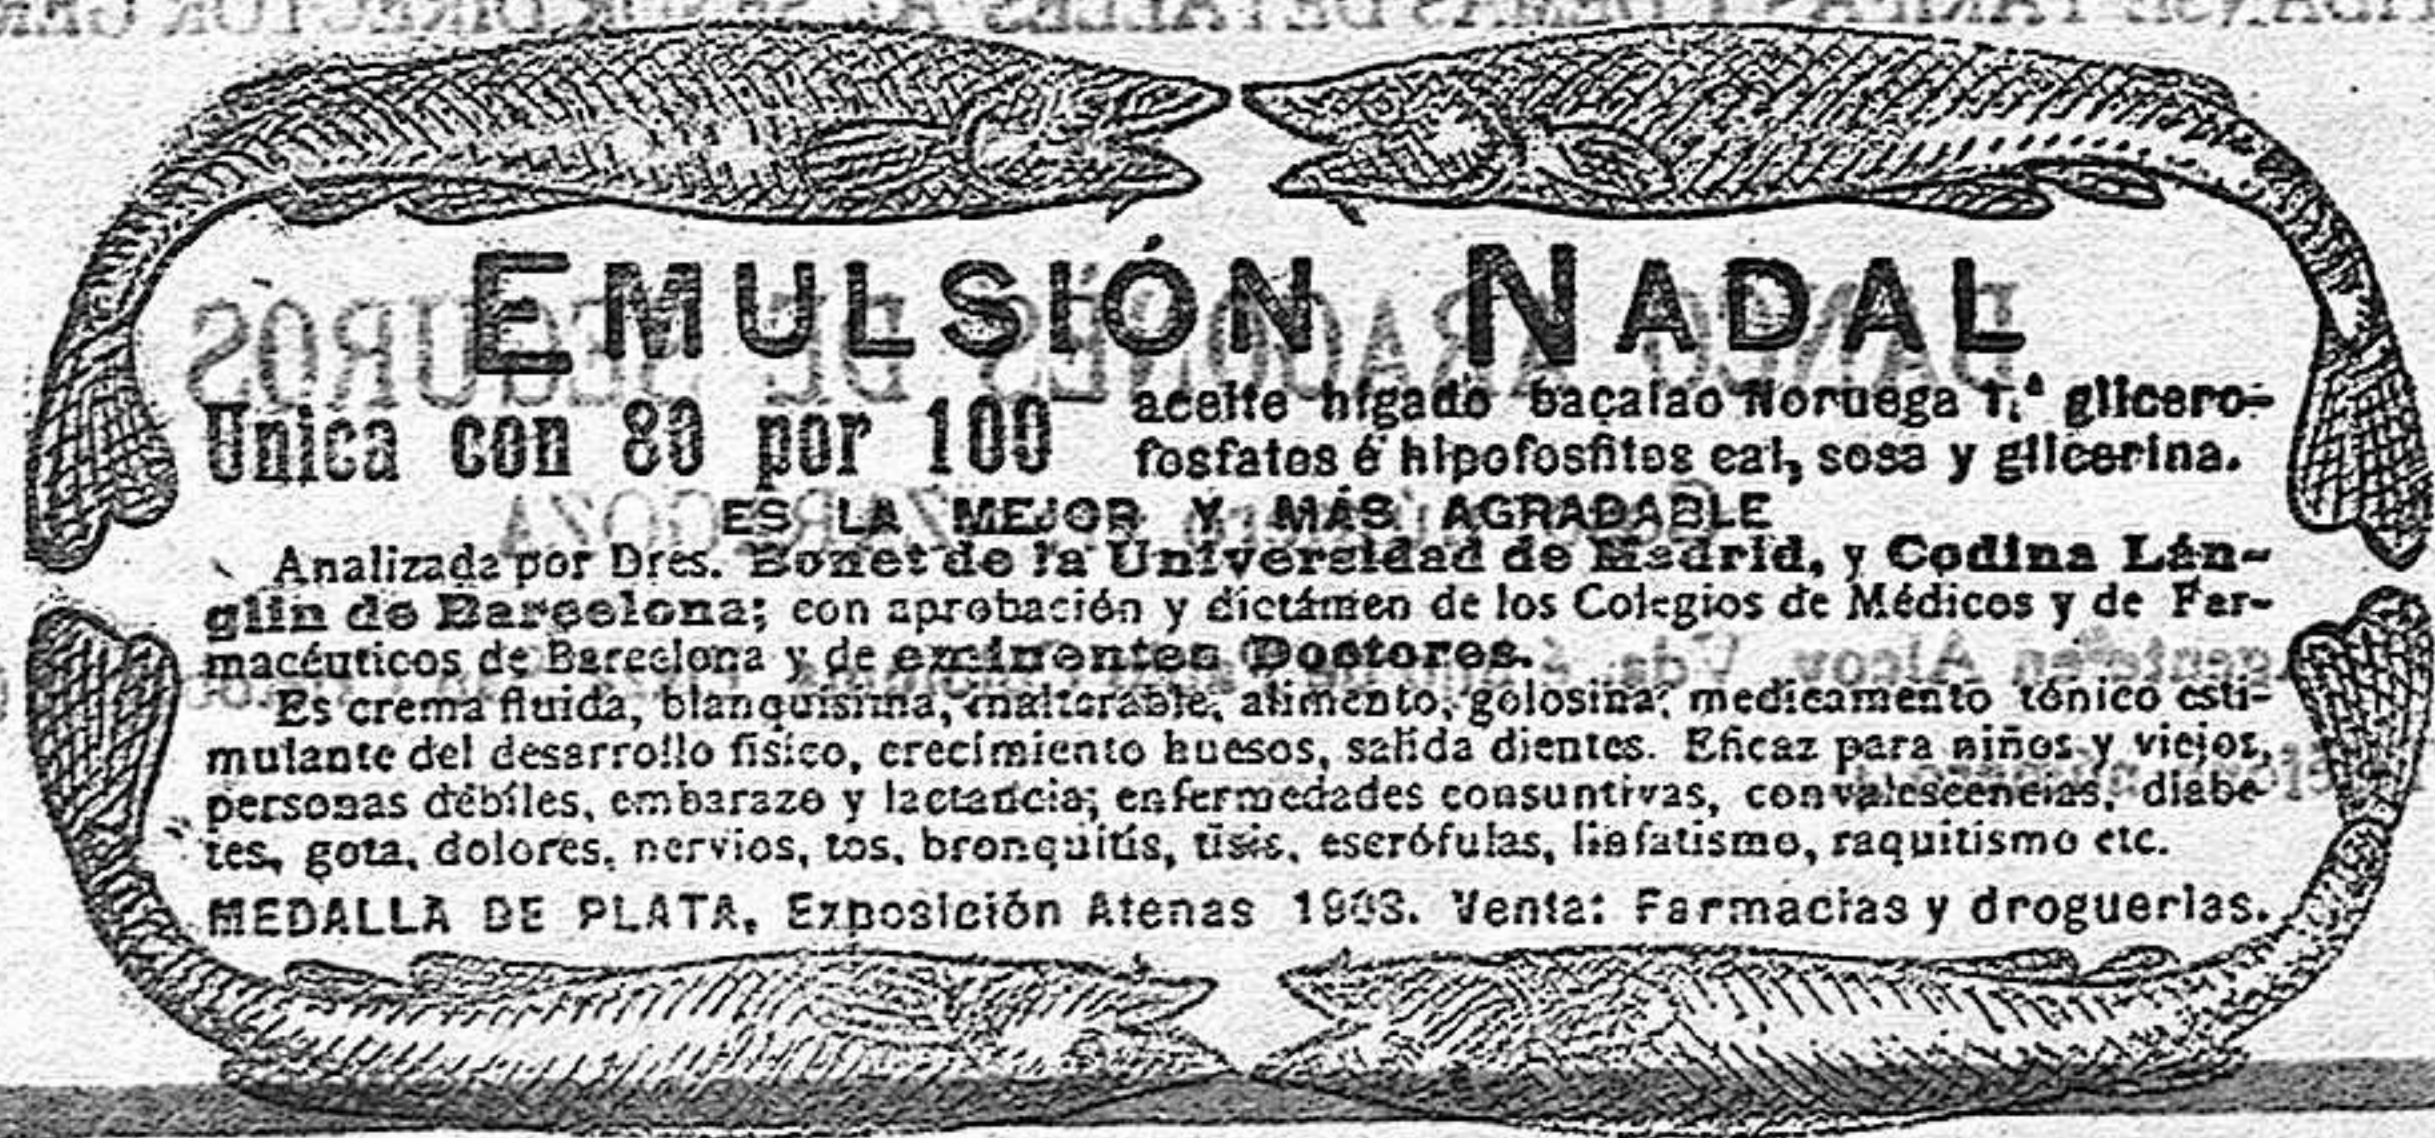 EMULSIÓN NADAL
Unica con 80 por 100 aceite hígado bacalao Noruega 1.ª glicero-
fosfatos é hipofosfitos cal, sosa y glicerina.
ES LA MEJOR Y MÁS AGRADABLE
Analizada por Dres. Bonet de la Universidad de Madrid, y Codina Lán-
glin de Barcelona; con aprobación y dictámen de los Colegios de Médicos y de Far-
macéuticos de Barcelona y de eminentes Doctores.
Es crema fluida, blanquísima, inalterable, alimento, golosina; medicamento tónico esti-
mulante del desarrollo físico, crecimiento huesos, salida dientes. Eficaz para niños y viejos,
personas débiles, embarazo y lactancia; enfermedades consuntivas, convalescencias, diabe-
tes, gota, dolores, nervios, tos, bronquitis, tisis, escrófulas, linfatismo, raquitismo etc.
MEDALLA DE PLATA, Exposición Atenas 1903. Venta: Farmacias y droguerías.